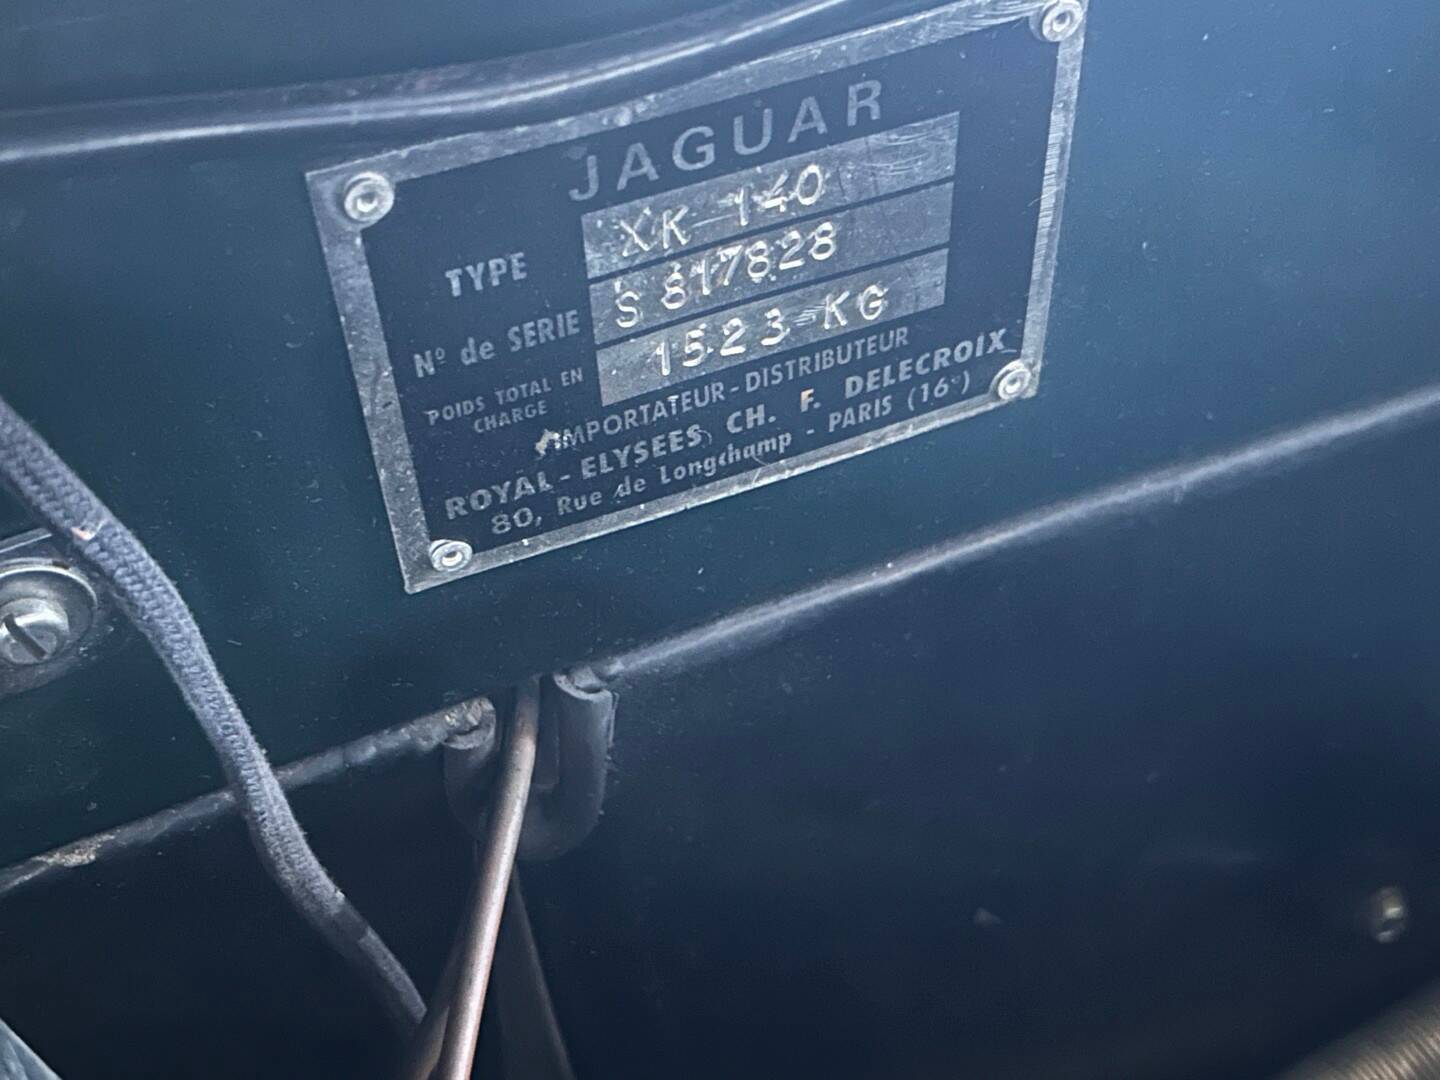 JAGUAR
TYPE XK 140
Nº de SERIE S 817828
POIDS TOTAL EN CHARGE 1523 KG
IMPORTATEUR-DISTRIBUTEUR
ROYAL-ELYSEES CH. F. DELECROIX
80, Rue de Longchamp - PARIS (16e)